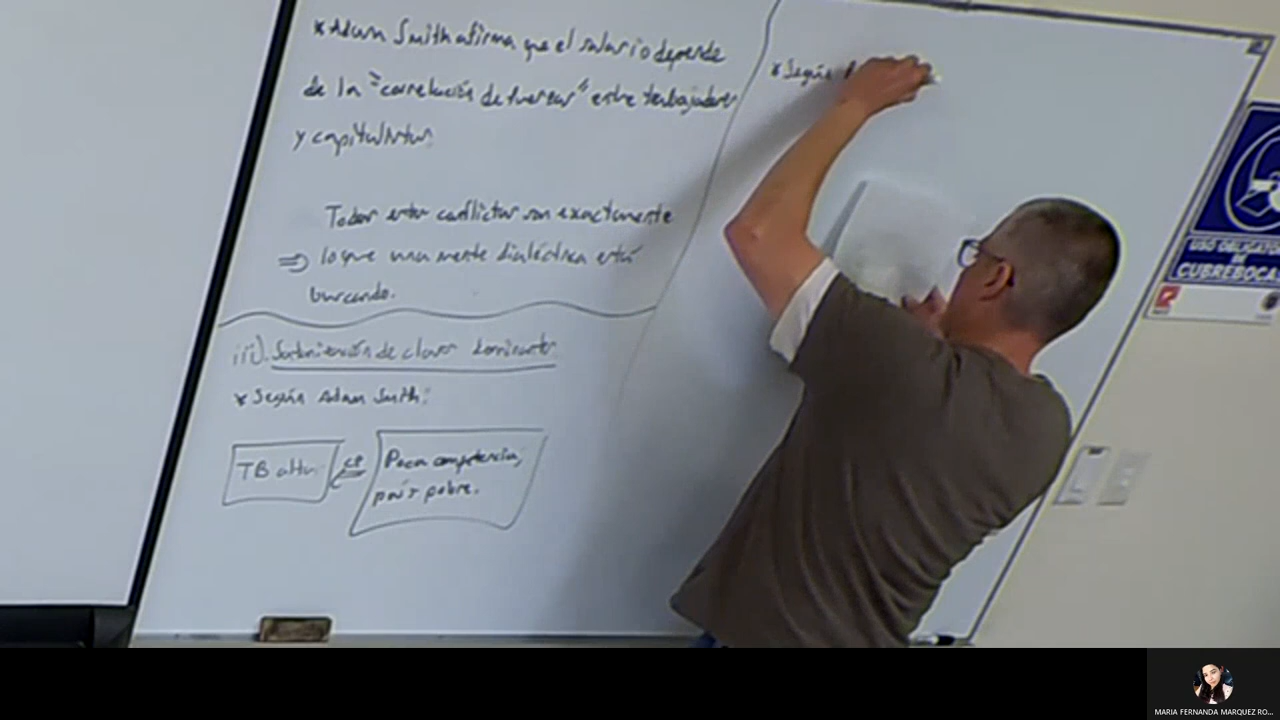 * Adam Smith afirma que el salario depende
de la "correlación de fuerzas" entre trabajadores
y capitalistas.
Todos estos conflictos son exactamente
⇒ lo que una mente dialéctica está
buscando.
iii). de clases dominantes
* Según Adam Smith:
TB alta
Poca competencia,
país pobre.
* Según
USO OBLIGATORIO
DE
CUBREBOCAS
MARIA FERNANDA MARQUEZ RO...